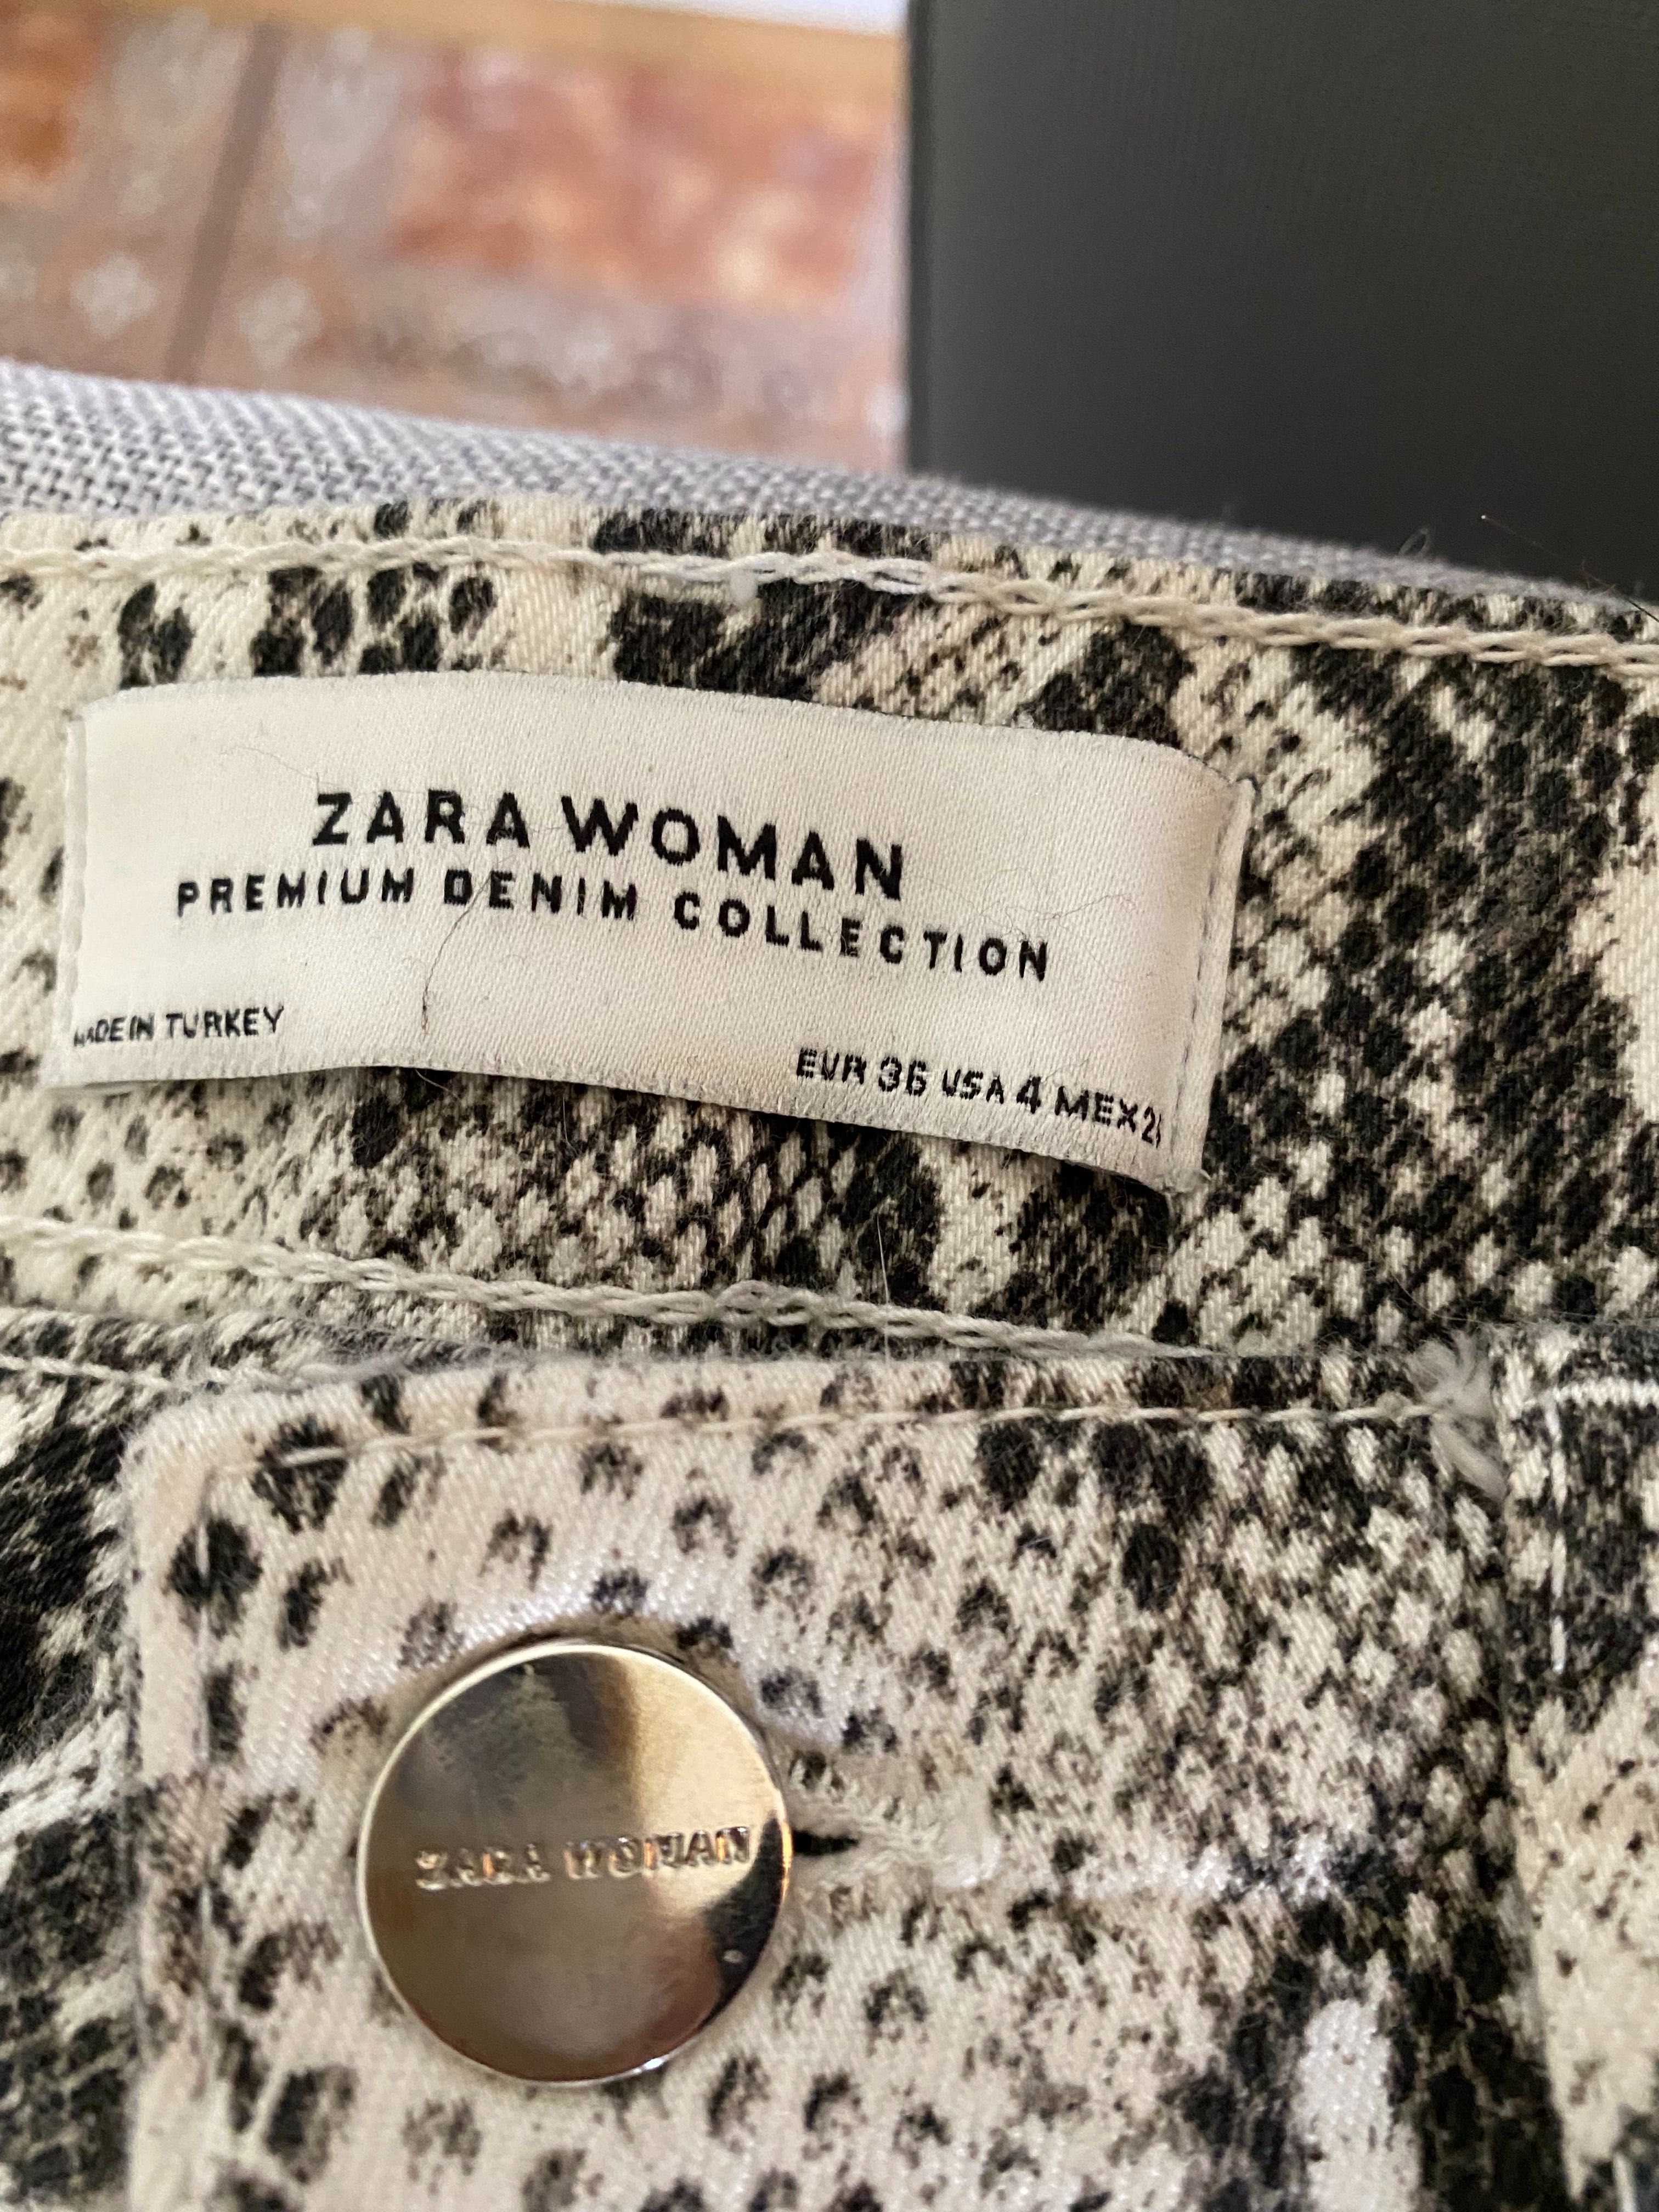 ZARA WOMAN
PREMIUM DENIM COLLECTION
MADE IN TURKEY
EUR 36 USA 4 MEX
ZARA WOMAN